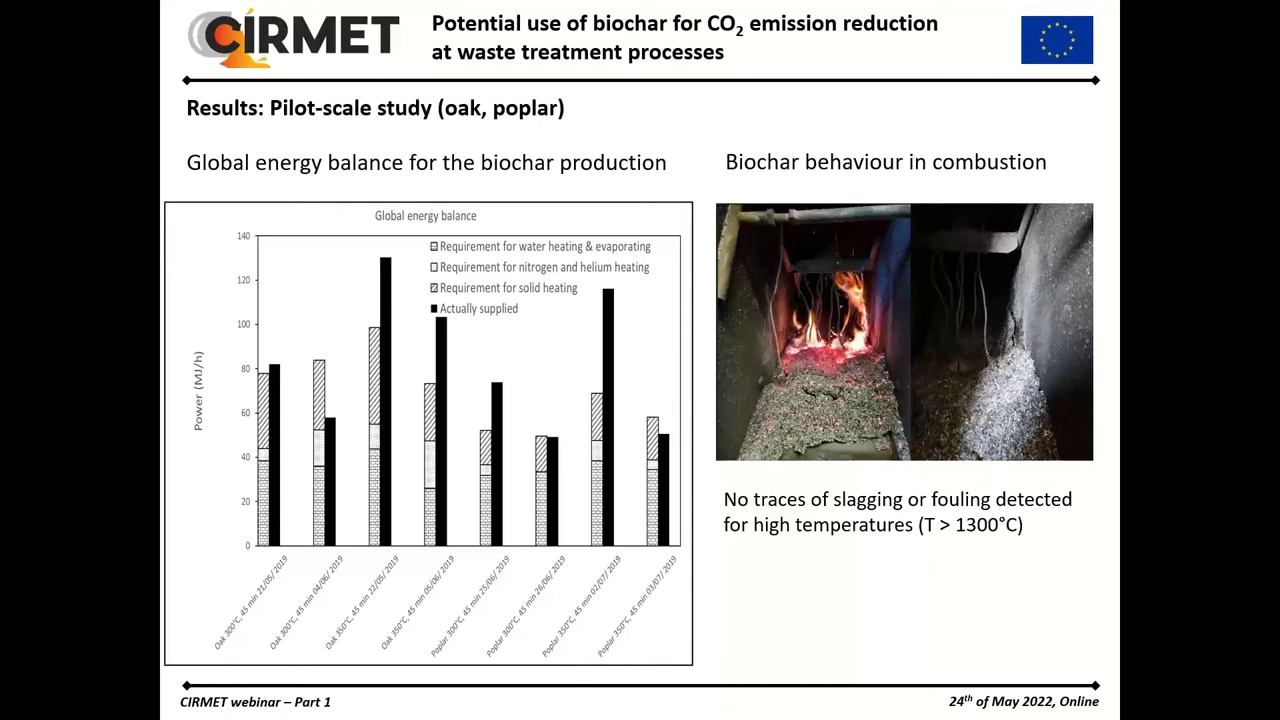 CIRMET
Potential use of biochar for CO₂ emission reduction
at waste treatment processes
Results: Pilot-scale study (oak, poplar)
Global energy balance for the biochar production
Global energy balance
Power (MJ/h)
140
120
100
80
60
40
20
0
Requirement for water heating & evaporating
Requirement for nitrogen and helium heating
Requirement for solid heating
Actually supplied
Oak 300°C, 45 min 21/05/ 2019
Oak 300°C, 45 min 04/06/ 2019
Oak 350°C, 45 min 22/05/ 2019
Oak 350°C, 45 min 05/06/ 2019
Poplar 300°C, 45 min 25/06/ 2019
Poplar 300°C, 45 min 26/06/ 2019
Poplar 350°C, 45 min 02/07/ 2019
Poplar 350°C, 45 min 03/07/ 2019
Biochar behaviour in combustion
No traces of slagging or fouling detected
for high temperatures (T > 1300°C)
CIRMET webinar – Part 1
24th of May 2022, Online